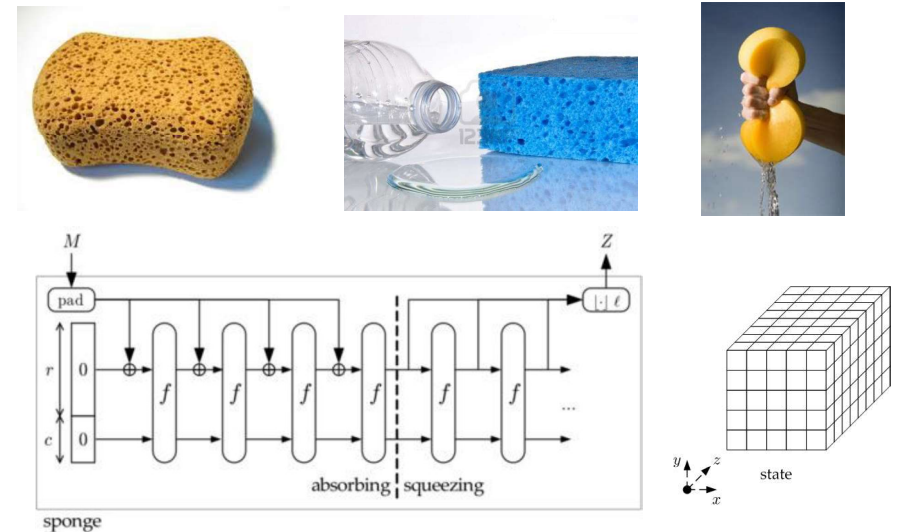 M
Z
pad
⌊·⌋ ℓ
r
0
f
f
f
f
f
f
c
0
...
absorbing
squeezing
sponge
y
z
x
state